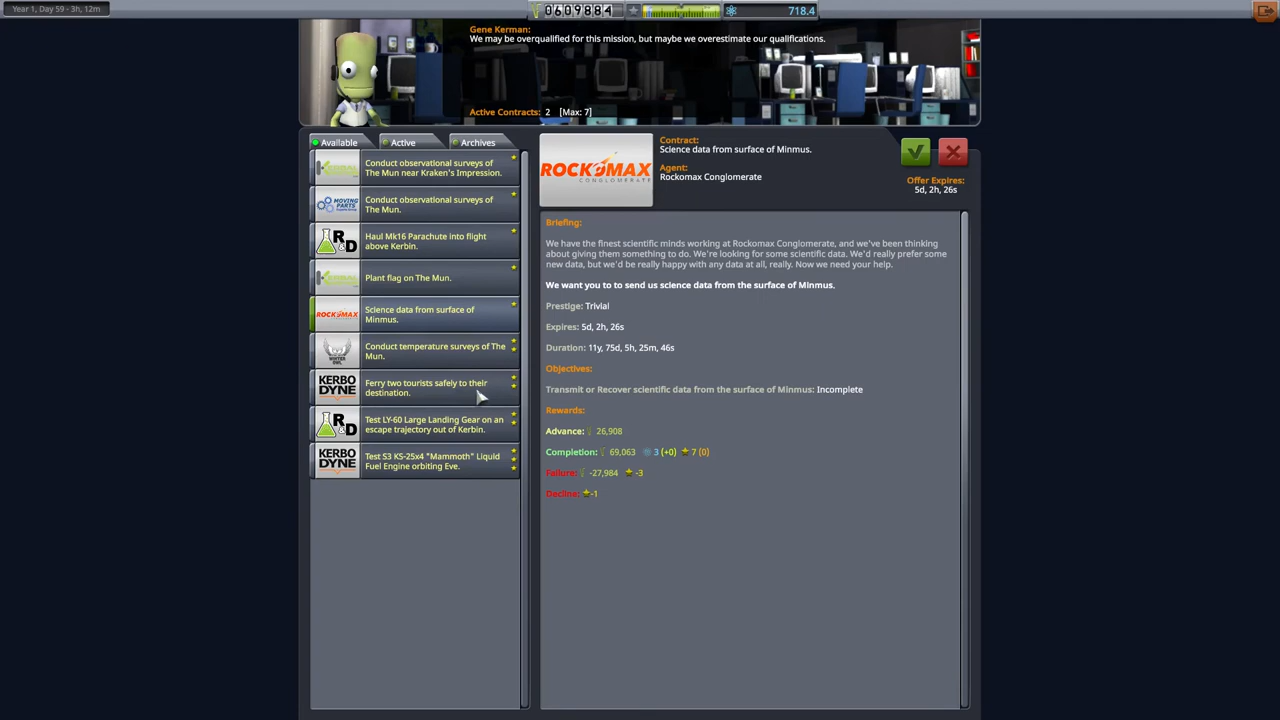 Year 1, Day 59 - 3h, 12m
0609884
718.4
Gene Kerman:
We may be overqualified for this mission, but maybe we overestimate our qualifications.
Active Contracts: 2 [Max: 7]
Available
Active
Archives
Conduct observational surveys of
The Mun near Kraken's Impression.
MOVING
PARTS
Conduct observational surveys of
The Mun.
R&D
Haul Mk16 Parachute into flight
above Kerbin.
Plant flag on The Mun.
ROCKOMAX
Science data from surface of
Minmus.
WINTER
OWL
Conduct temperature surveys of The
Mun.
KERBO
DYNE
Ferry two tourists safely to their
destination.
R&D
Test LY-60 Large Landing Gear on an
escape trajectory out of Kerbin.
KERBO
DYNE
Test S3 KS-25x4 "Mammoth" Liquid
Fuel Engine orbiting Eve.
ROCKOMAX
CONGLOMERATE
Contract:
Science data from surface of Minmus.
Agent:
Rockomax Conglomerate
Offer Expires:
5d, 2h, 26s
Briefing:
We have the finest scientific minds working at Rockomax Conglomerate, and we've been thinking
about giving them something to do. We're looking for some scientific data. We'd really prefer some
new data, but we'd be really happy with any data at all, really. Now we need your help.
We want you to to send us science data from the surface of Minmus.
Prestige: Trivial
Expires: 5d, 2h, 26s
Duration: 11y, 75d, 5h, 25m, 46s
Objectives:
Transmit or Recover scientific data from the surface of Minmus: Incomplete
Rewards:
Advance: 26,908
Completion: 69,063 3 (+0) 7 (0)
Failure: -27,984 -3
Decline: -1